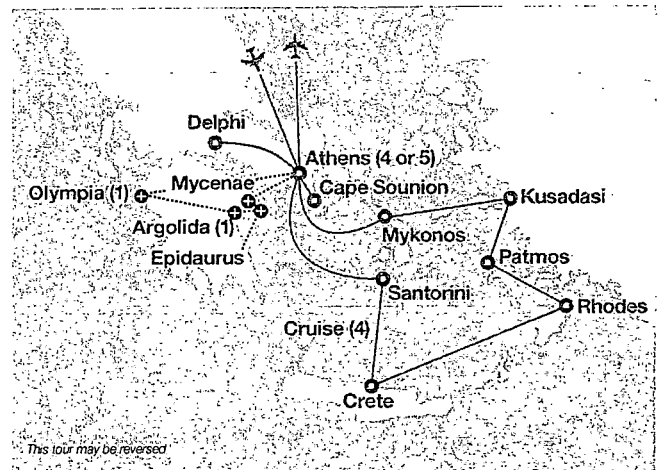 Delphi
Athens (4 or 5)
Mycenae
Cape Sounion
Olympia (1)
Kusadasi
Argolida (1)
Mykonos
Epidaurus
Patmos
Santorini
Rhodes
Cruise (4)
Crete
This tour may be reversed